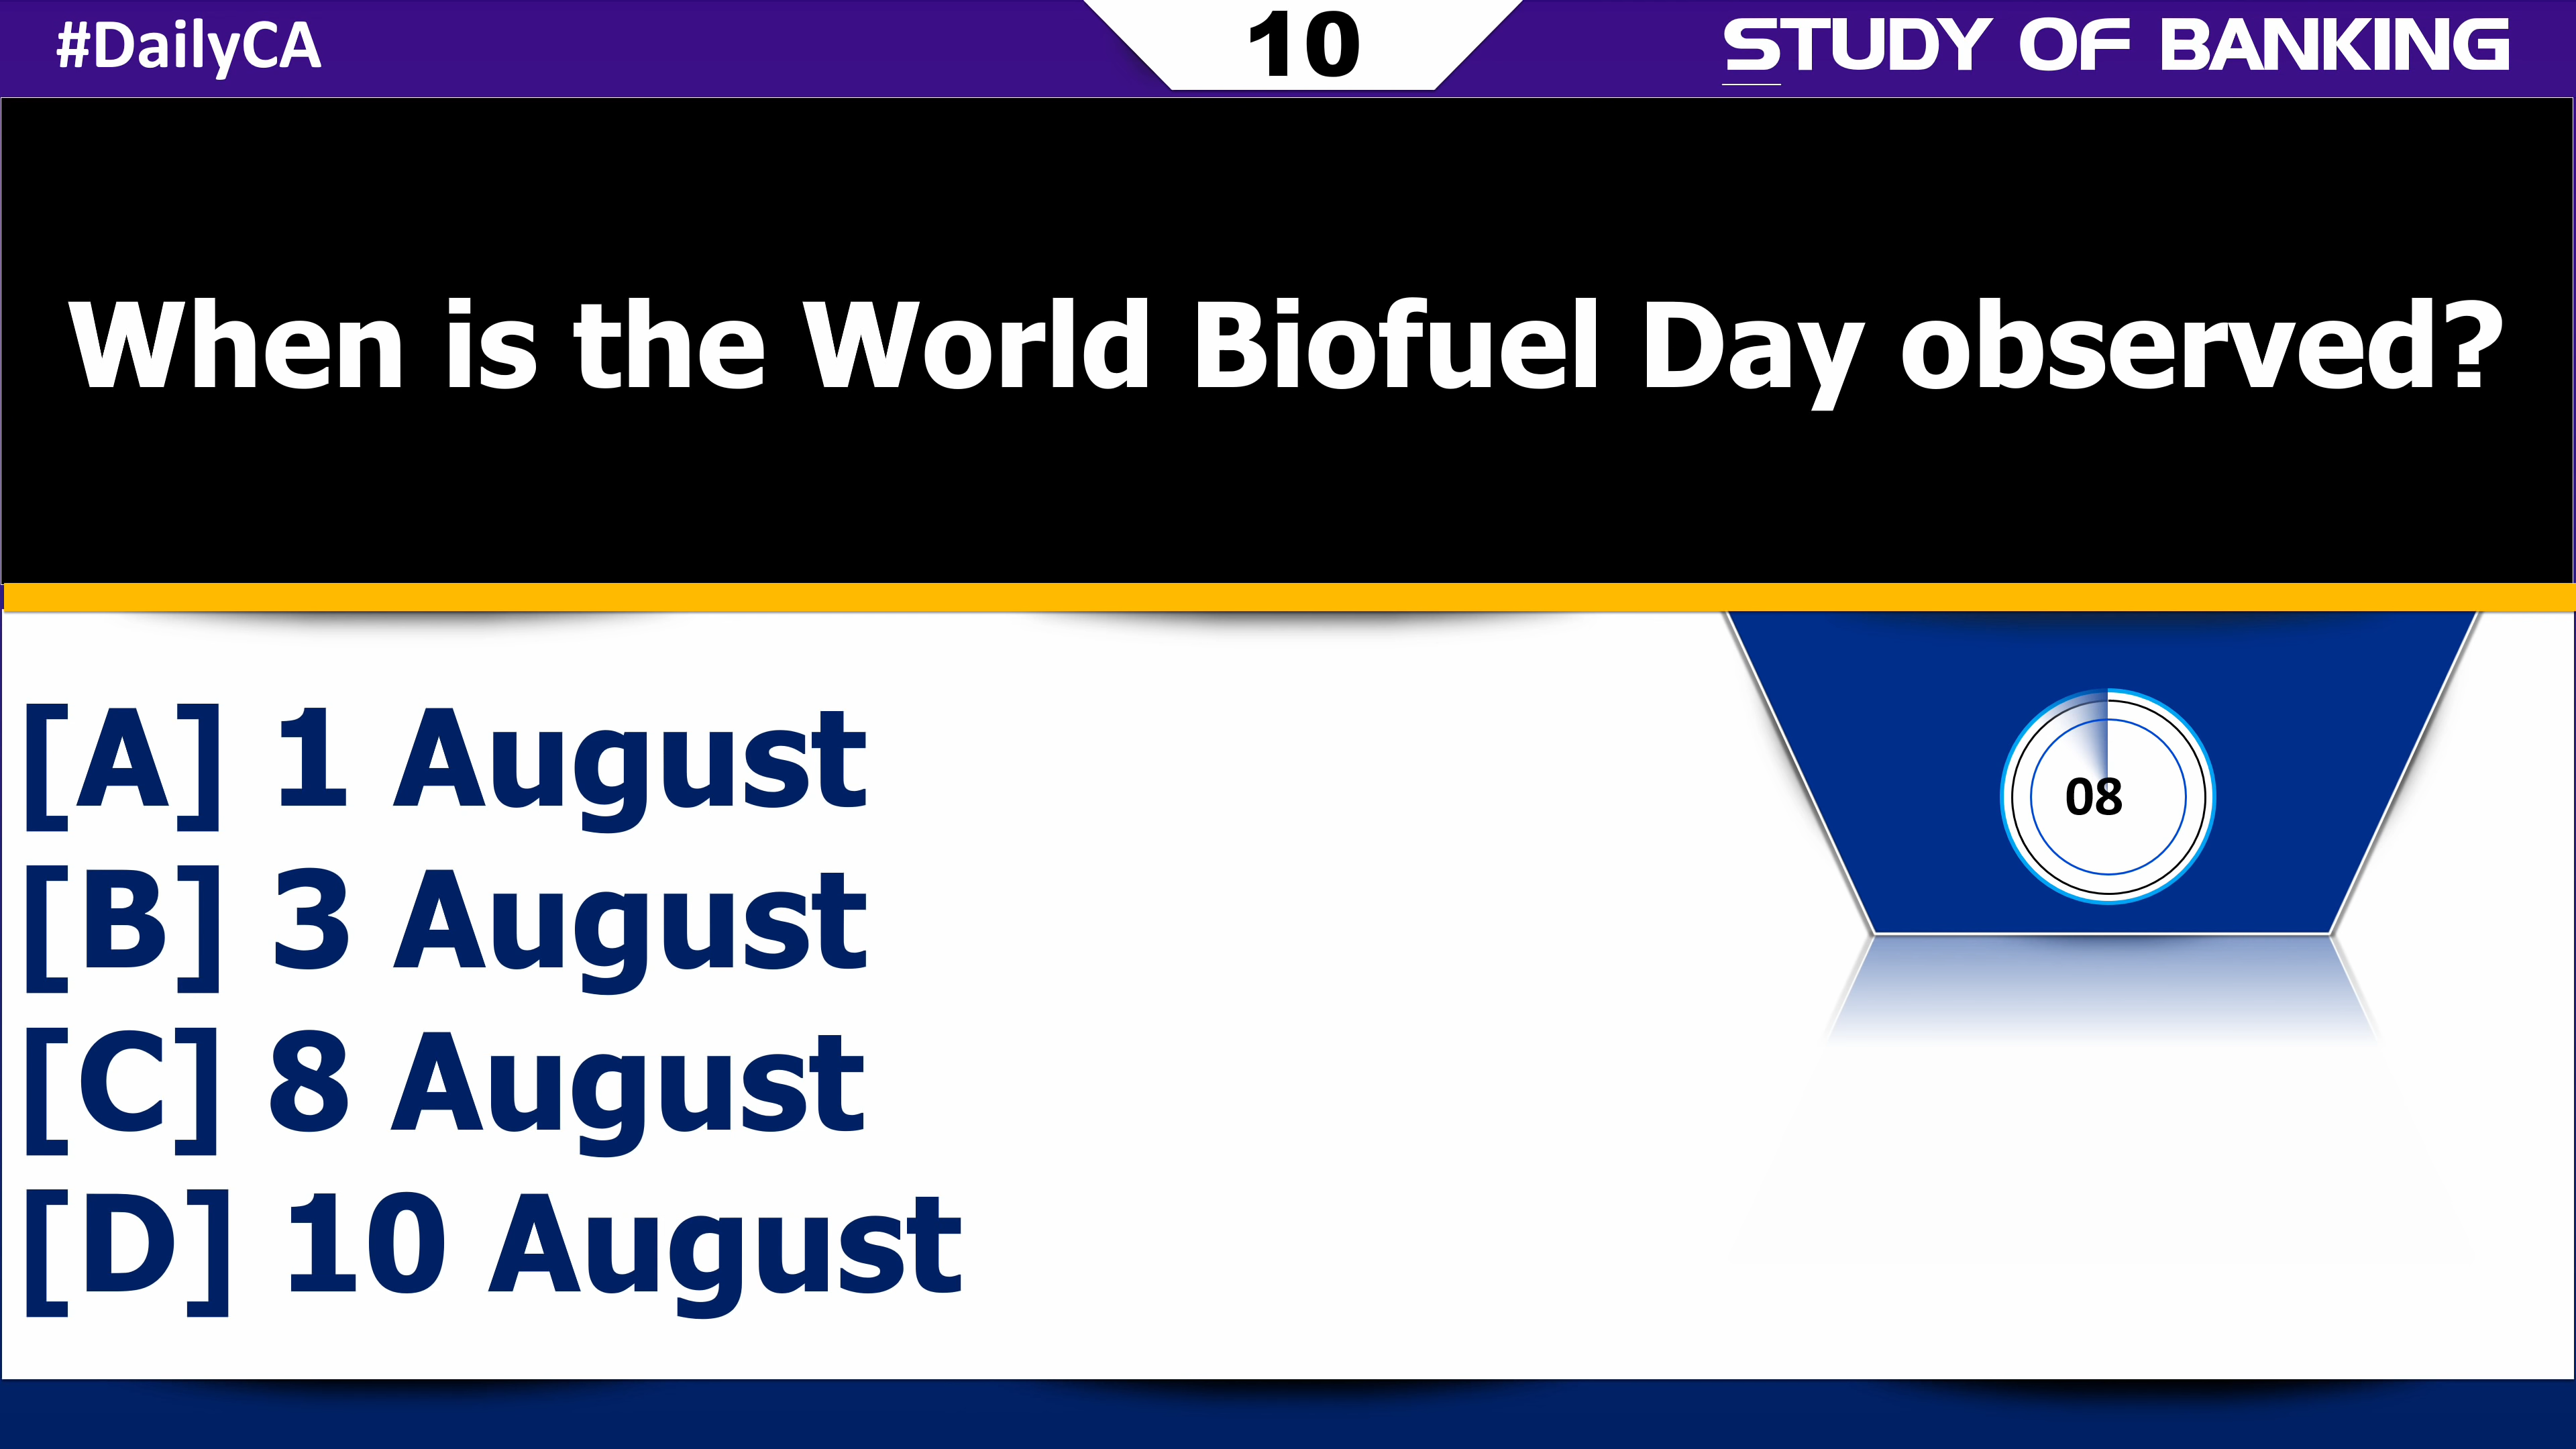 #DailyCA
10
STUDY OF BANKING
When is the World Biofuel Day observed?
[A] 1 August
[B] 3 August
[C] 8 August
[D] 10 August
08